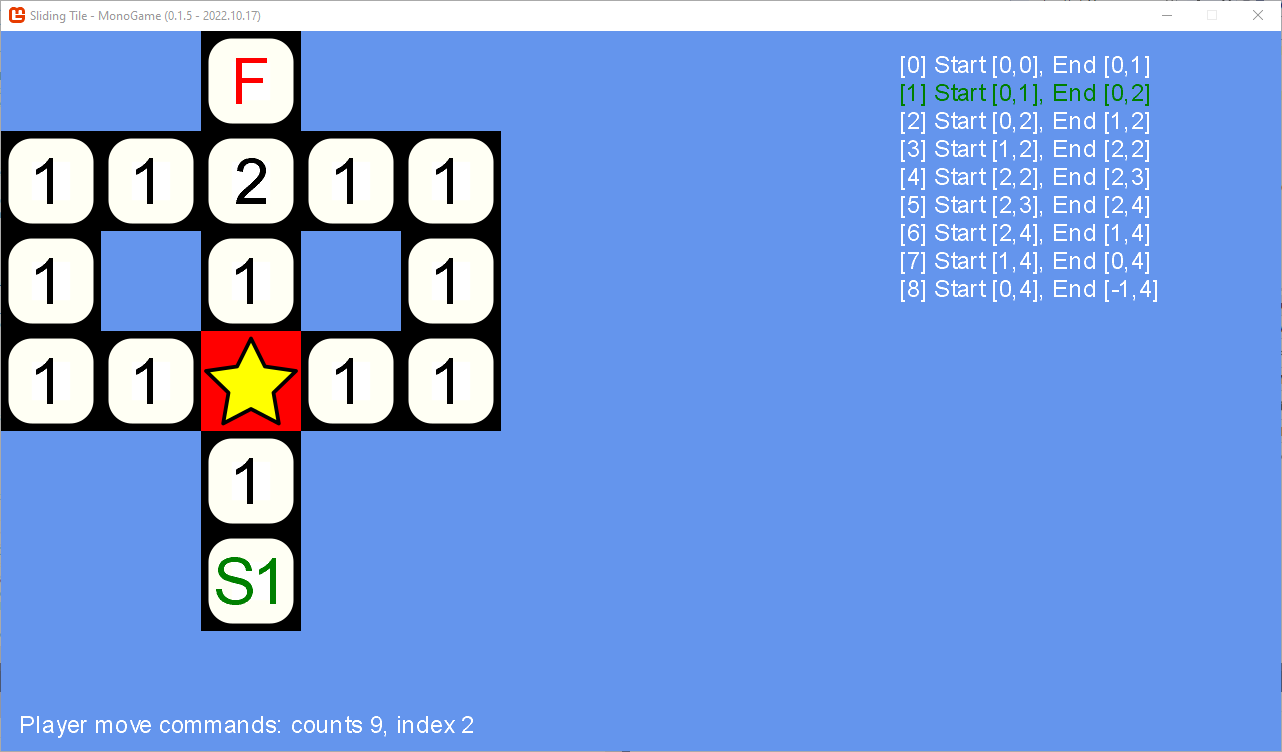 Sliding Tile - MonoGame (0.1.5 - 2022.10.17)
F
1 1 2 1 1
1 1 1
1 1 1 1
1
S1
[0] Start [0,0], End [0,1]
[1] Start [0,1], End [0,2]
[2] Start [0,2], End [1,2]
[3] Start [1,2], End [2,2]
[4] Start [2,2], End [2,3]
[5] Start [2,3], End [2,4]
[6] Start [2,4], End [1,4]
[7] Start [1,4], End [0,4]
[8] Start [0,4], End [-1,4]
Player move commands: counts 9, index 2